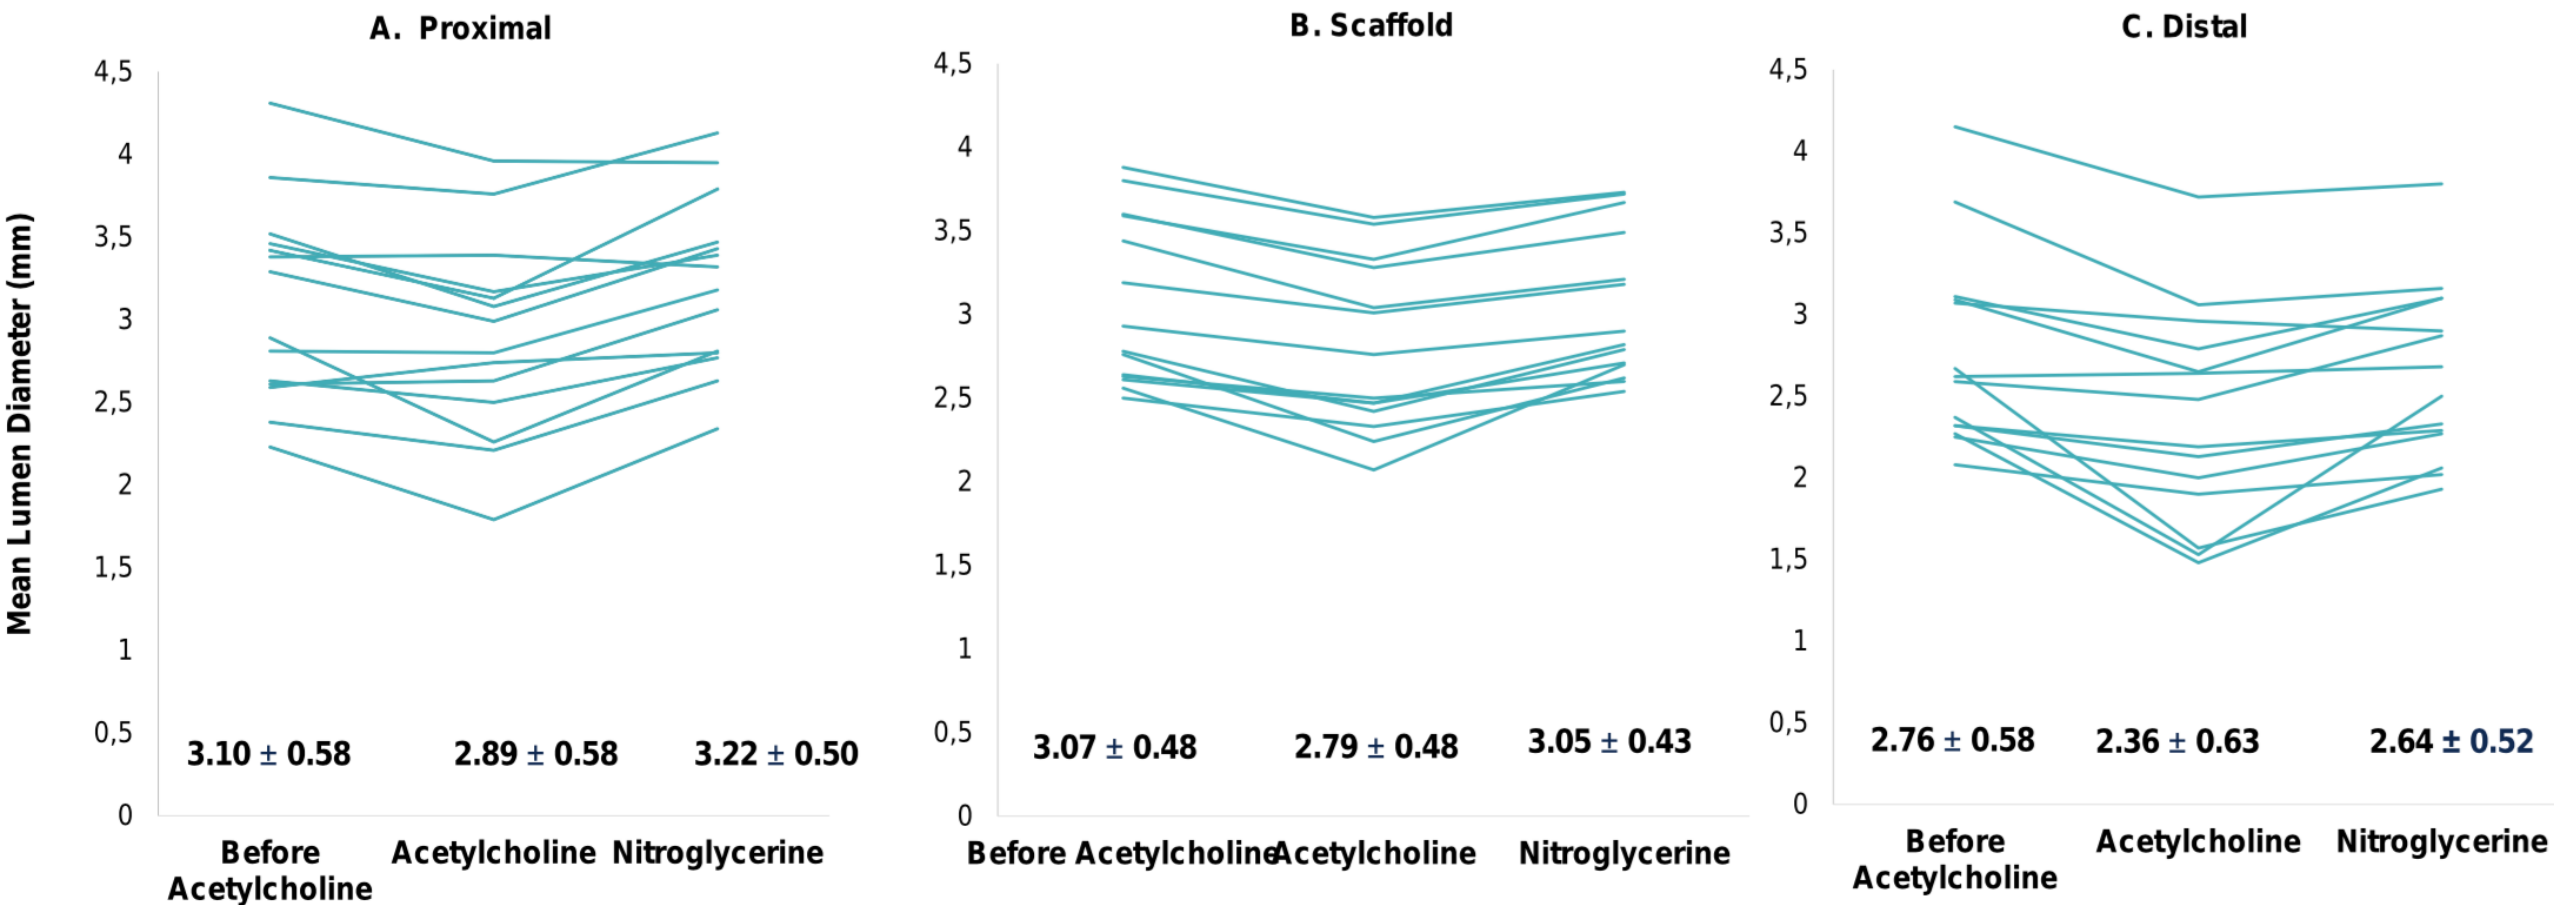 A. Proximal
B. Scaffold
C. Distal
Mean Lumen Diameter (mm)
4,5
4
3,5
3
2,5
2
1,5
1
0,5
0
3.10 ± 0.58
2.89 ± 0.58
3.22 ± 0.50
Before
Acetylcholine
Acetylcholine
Nitroglycerine
4,5
4
3,5
3
2,5
2
1,5
1
0,5
0
3.07 ± 0.48
2.79 ± 0.48
3.05 ± 0.43
Before Acetylcholine
Acetylcholine
Nitroglycerine
4,5
4
3,5
3
2,5
2
1,5
1
0,5
0
2.76 ± 0.58
2.36 ± 0.63
2.64 ± 0.52
Before
Acetylcholine
Acetylcholine
Nitroglycerine